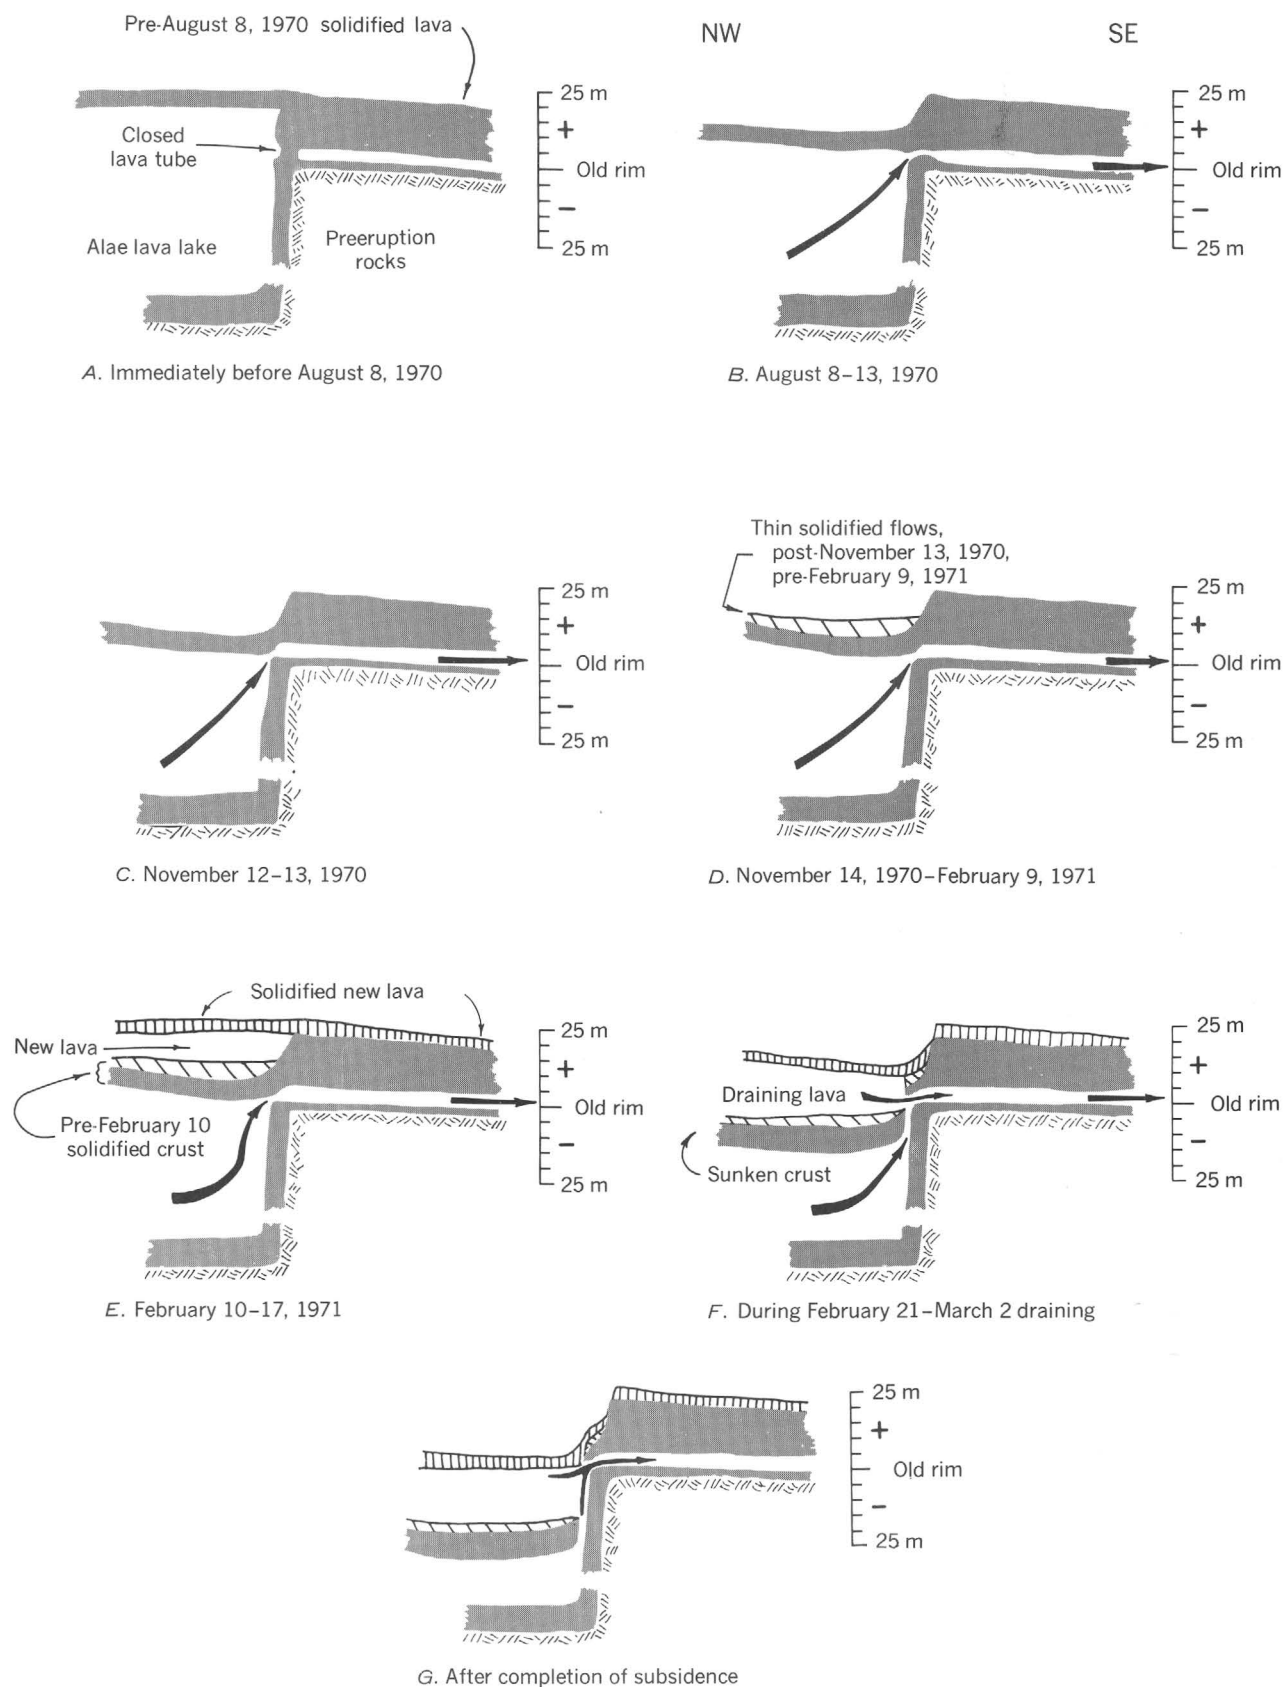 Pre-August 8, 1970 solidified lava
25 m
+
Closed
lava tube
Old rim
−
Alae lava lake
Preeruption
rocks
25 m
A. Immediately before August 8, 1970
NW
SE
25 m
+
Old rim
−
25 m
B. August 8–13, 1970
25 m
+
Old rim
−
25 m
C. November 12–13, 1970
Thin solidified flows,
post-November 13, 1970,
pre-February 9, 1971
25 m
+
Old rim
−
25 m
D. November 14, 1970–February 9, 1971
Solidified new lava
25 m
New lava
+
Old rim
Pre-February 10
solidified crust
−
25 m
E. February 10–17, 1971
25 m
+
Draining lava
Old rim
−
Sunken crust
25 m
F. During February 21–March 2 draining
25 m
+
Old rim
−
25 m
G. After completion of subsidence